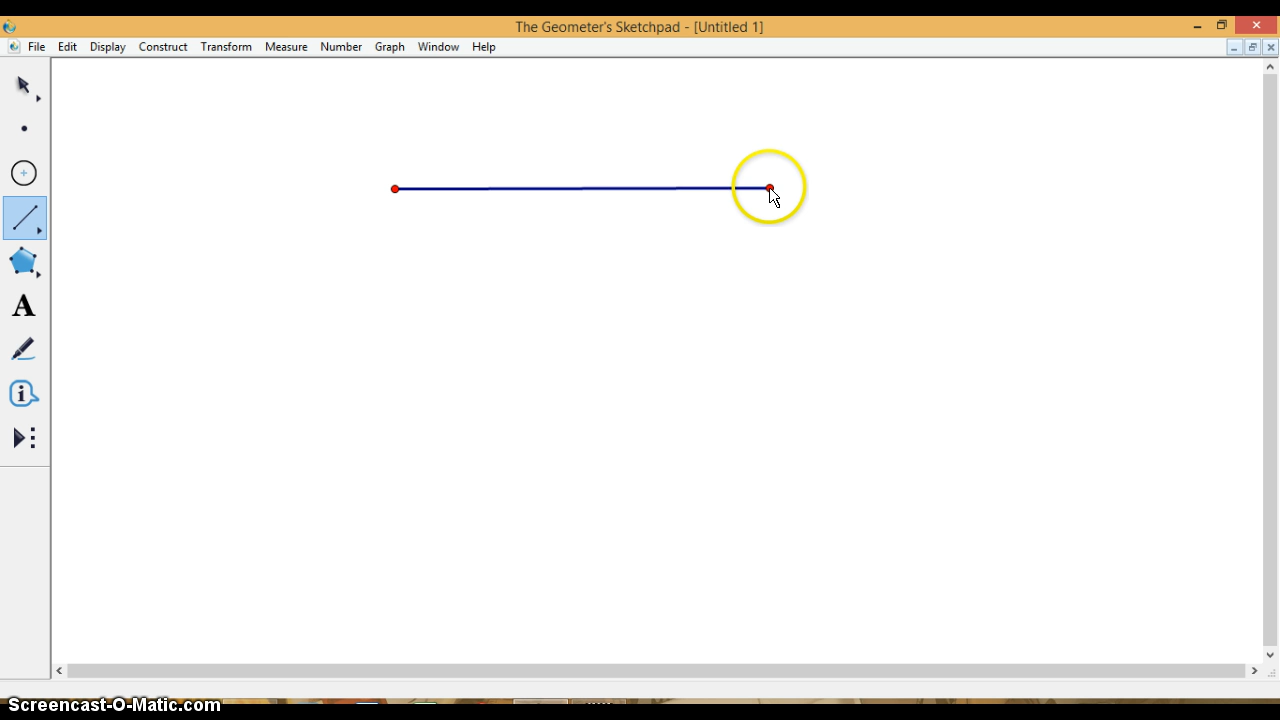 The Geometer's Sketchpad - [Untitled 1]
File Edit Display Construct Transform Measure Number Graph Window Help
A
i
Screencast-O-Matic.com